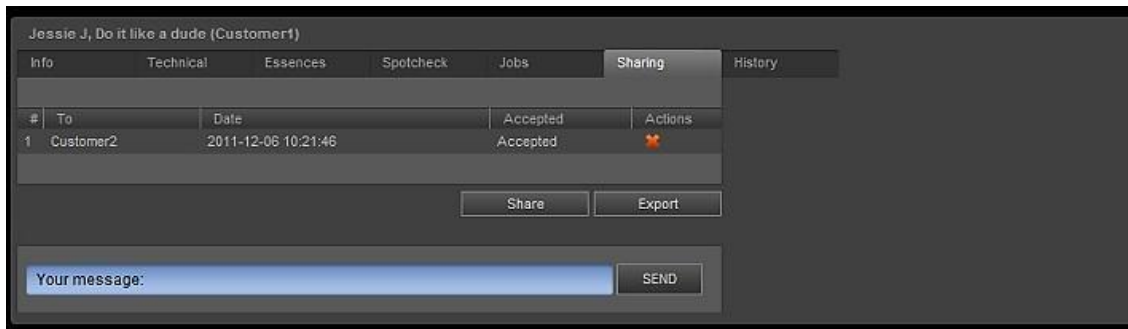 Jessie J, Do it like a dude (Customer1)
Info Technical Essences Spotcheck Jobs Sharing History
# To Date Accepted Actions
1 Customer2 2011-12-06 10:21:46 Accepted
Share Export
Your message: SEND